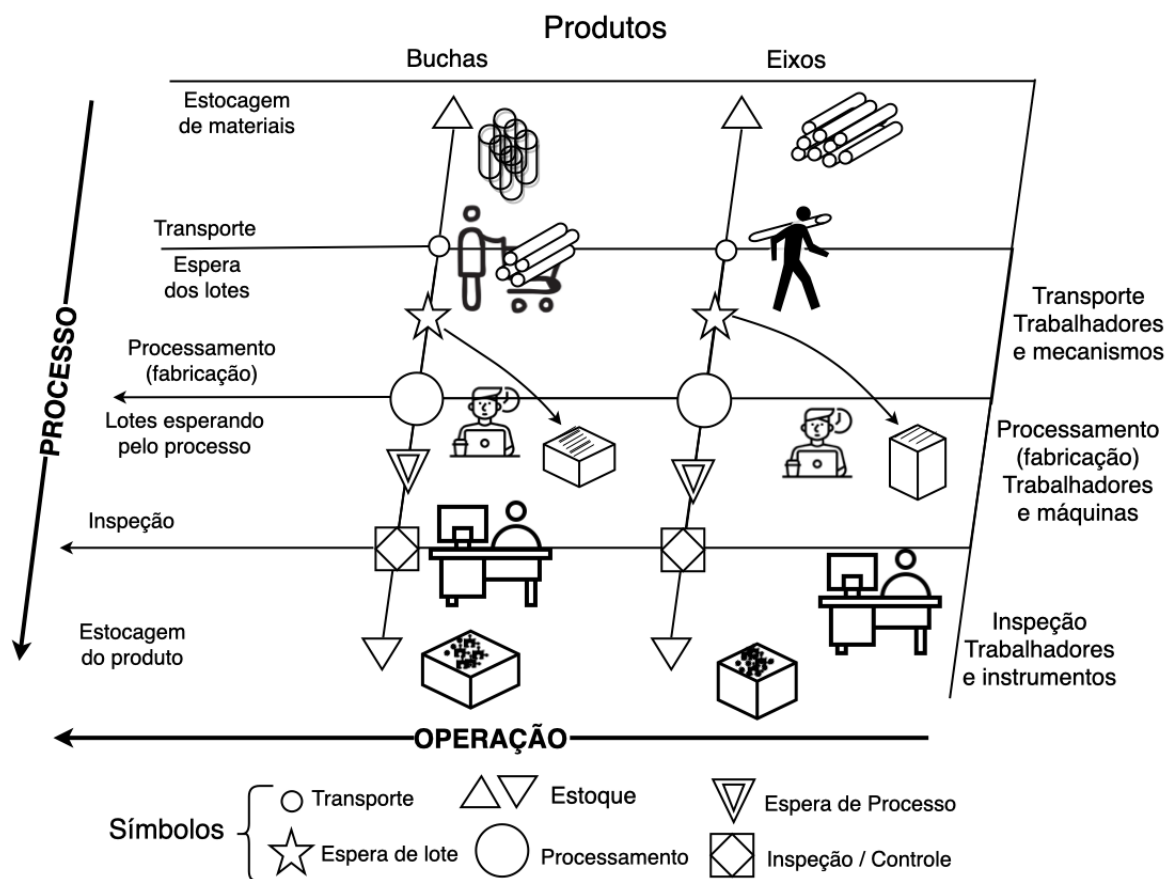 Produtos
Buchas
Eixos
Estocagem
de materiais
Transporte
Espera
dos lotes
Processamento
(fabricação)
Lotes esperando
pelo processo
Inspeção
Estocagem
do produto
PROCESSO
Transporte
Trabalhadores
e mecanismos
Processamento
(fabricação)
Trabalhadores
e máquinas
Inspeção
Trabalhadores
e instrumentos
OPERAÇÃO
Símbolos
Transporte
Estoque
Espera de Processo
Espera de lote
Processamento
Inspeção / Controle